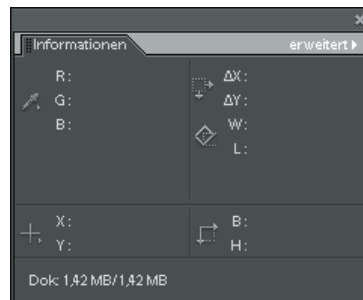 Informationen erweitert
R: ΔX:
G: ΔY:
B: W:
L:
X: B:
Y: H:
Dok: 1,42 MB/1,42 MB